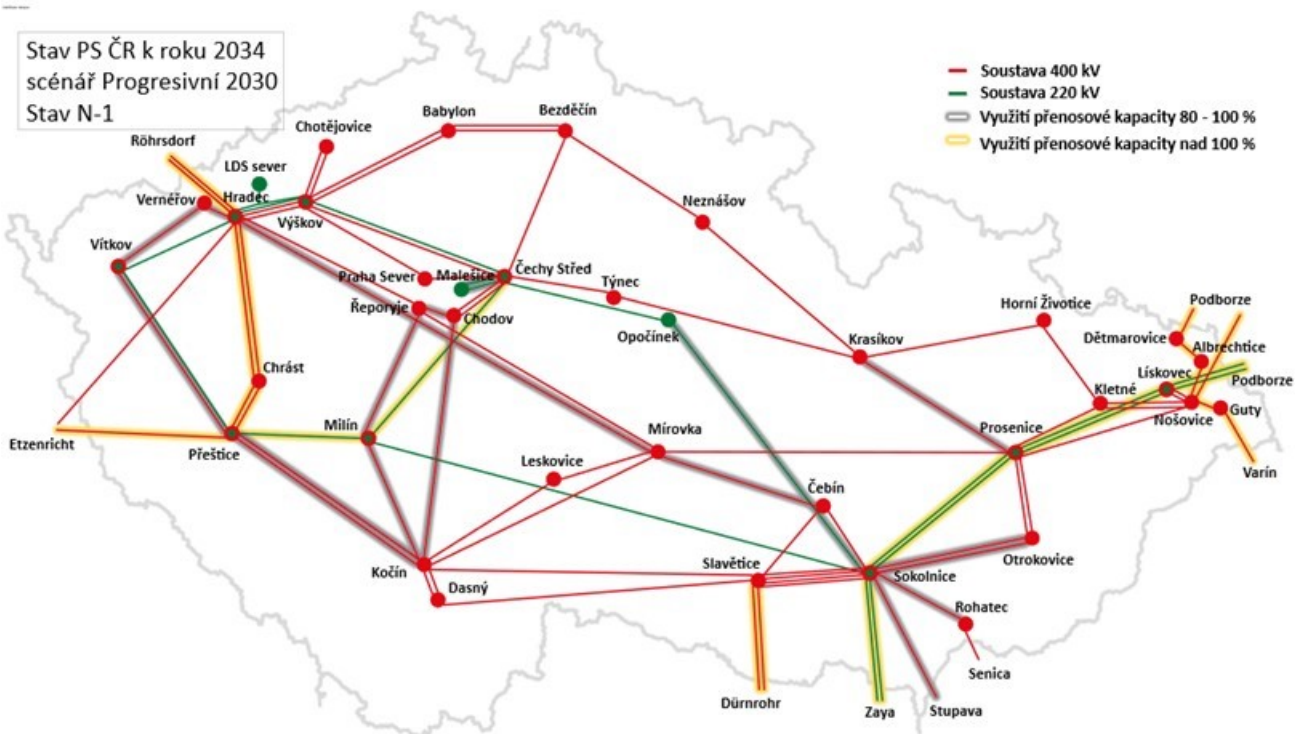 Stav PS ČR k roku 2034
scénář Progresivní 2030
Stav N-1
Soustava 400 kV
Soustava 220 kV
Využití přenosové kapacity 80 - 100 %
Využití přenosové kapacity nad 100 %
Babylon
Bezděčín
Chotějovice
Röhrsdorf
LDS sever
Vernéřov
Hradec
Výškov
Neznášov
Vítkov
Praha Sever
Malešice
Čechy Střed
Týnec
Řeporyje
Chodov
Opočínek
Horní Životice
Podborze
Krasíkov
Dětmarovice
Albrechtice
Chrást
Lískovec
Podborze
Kletné
Nošovice
Guty
Etzenricht
Přeštice
Milín
Mírovka
Prosenice
Varín
Leskovice
Čebín
Kočín
Dasný
Slavětice
Sokolnice
Otrokovice
Rohatec
Senica
Dürnrohr
Zaya
Stupava